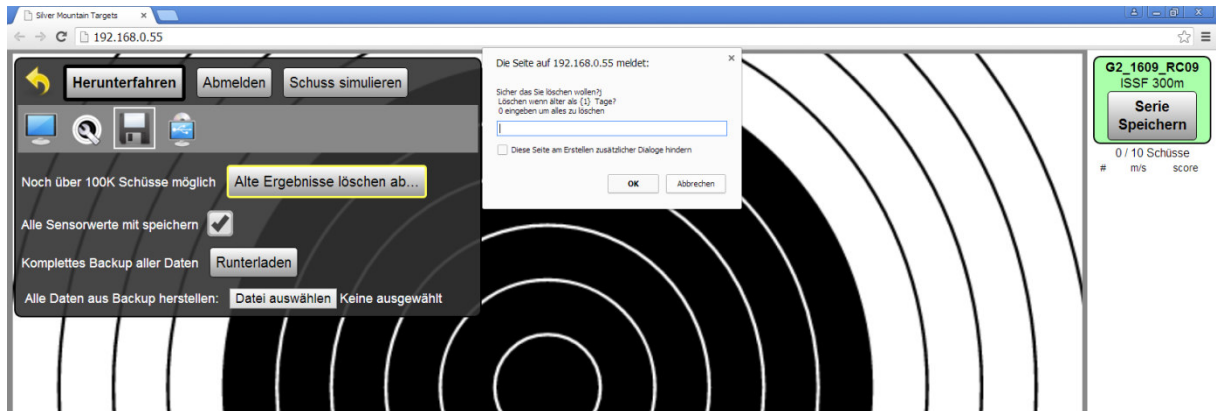 Silver Mountain Targets
192.168.0.55
Herunterfahren
Abmelden
Schuss simulieren
Noch über 100K Schüsse möglich
Alte Ergebnisse löschen ab...
Alle Sensorwerte mit speichern
Komplettes Backup aller Daten
Runterladen
Alle Daten aus Backup herstellen:
Datei auswählen
Keine ausgewählt
Die Seite auf 192.168.0.55 meldet:
Sicher das Sie löschen wollen?j
Löschen wenn älter als {1} Tage?
0 eingeben um alles zu löschen
Diese Seite am Erstellen zusätzlicher Dialoge hindern
OK
Abbrechen
G2_1609_RC09
ISSF 300m
Serie
Speichern
0 / 10 Schüsse
# m/s score